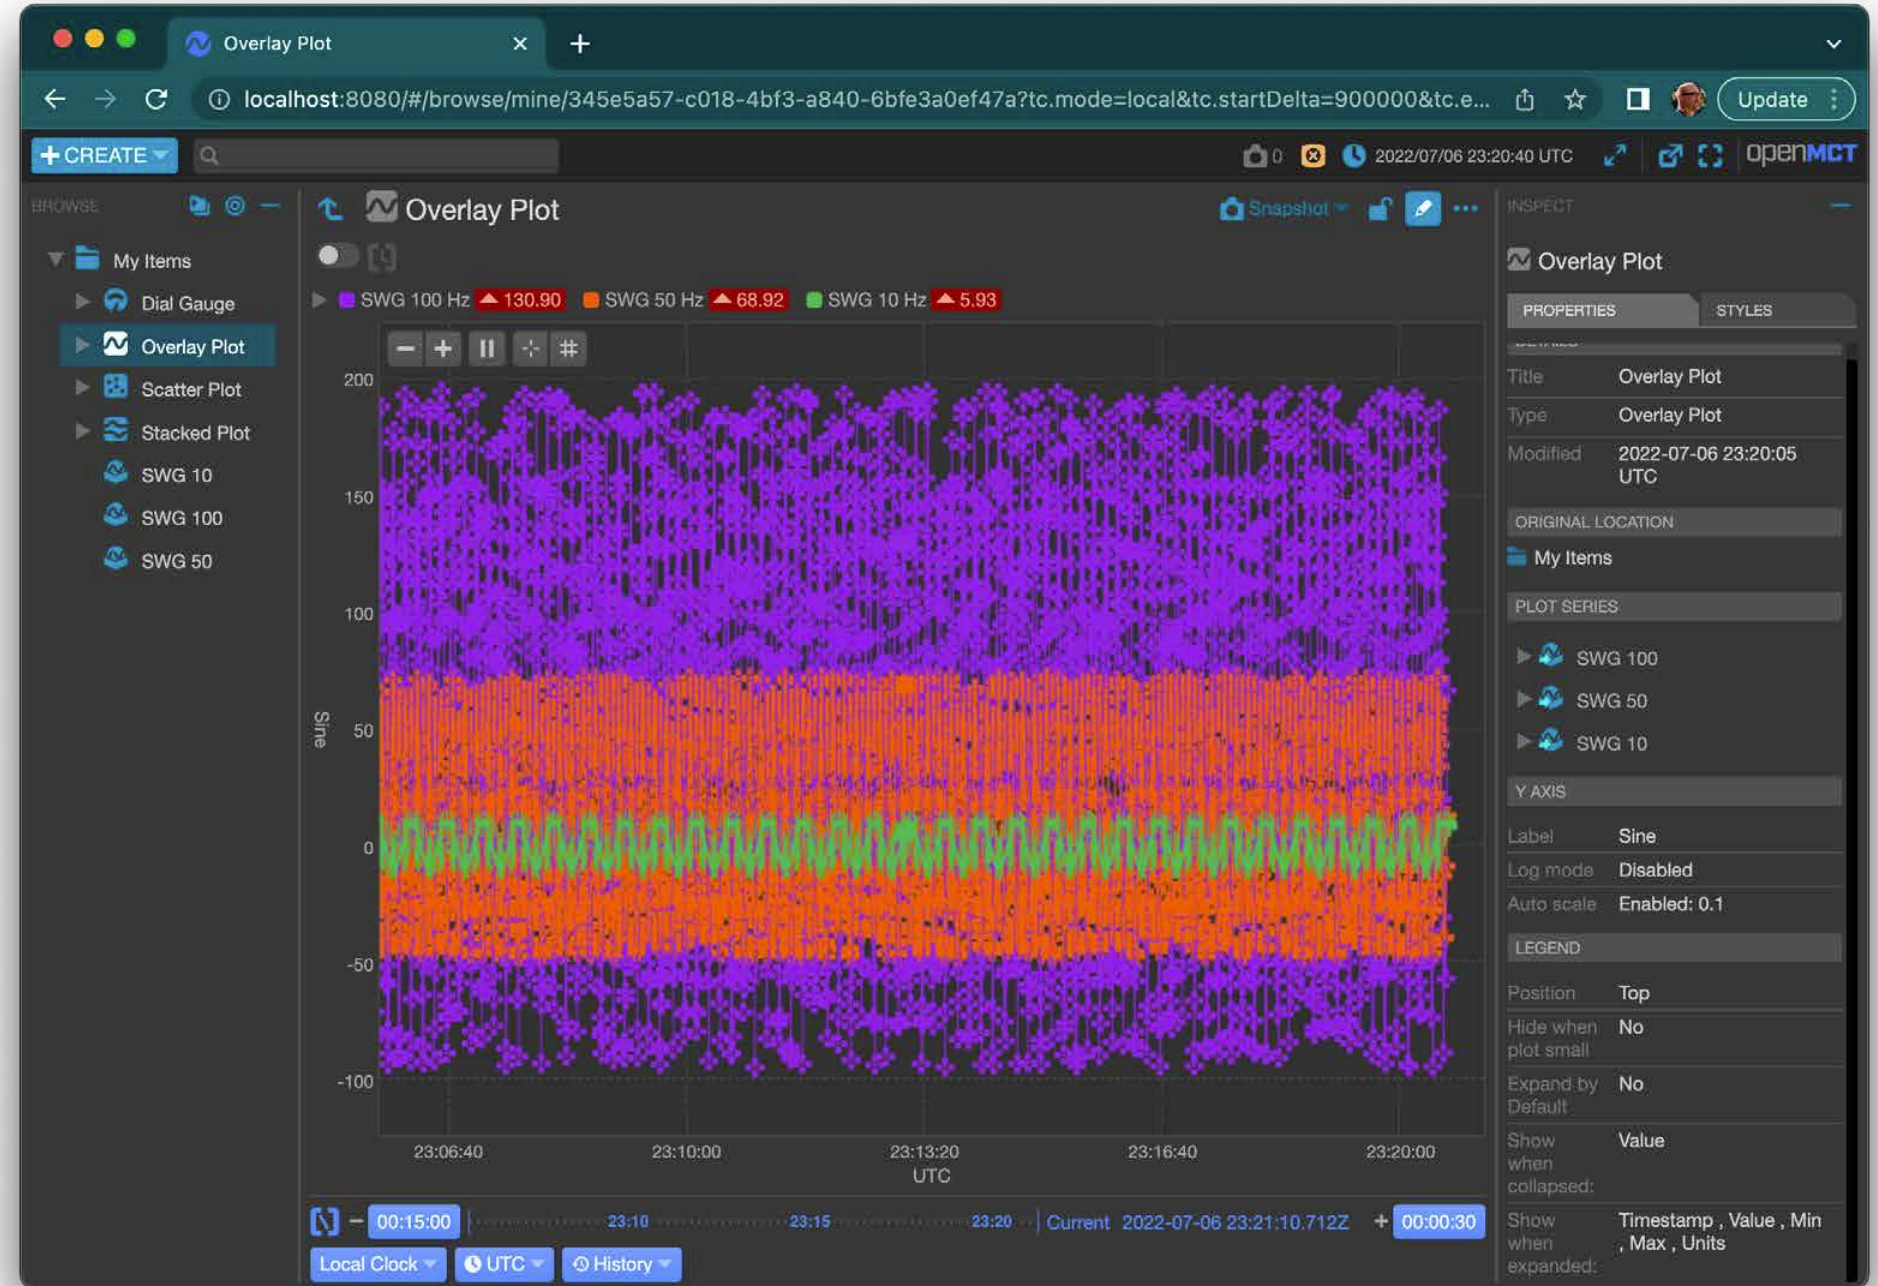 Overlay Plot
localhost:8080/#/browse/mine/345e5a57-c018-4bf3-a840-6bfe3a0ef47a?tc.mode=local&tc.startDelta=900000&tc.e...
Update
+ CREATE
0
2022/07/06 23:20:40 UTC
openMCT
BROWSE
My Items
Dial Gauge
Overlay Plot
Scatter Plot
Stacked Plot
SWG 10
SWG 100
SWG 50
Overlay Plot
Snapshot
SWG 100 Hz 130.90 SWG 50 Hz 68.92 SWG 10 Hz 5.93
200
150
100
50
0
-50
-100
Sine
23:06:40 23:10:00 23:13:20 23:16:40 23:20:00
UTC
− 00:15:00 23:10 23:15 23:20 Current 2022-07-06 23:21:10.712Z + 00:00:30
Local Clock UTC History
INSPECT
Overlay Plot
PROPERTIES STYLES
Title Overlay Plot
Type Overlay Plot
Modified 2022-07-06 23:20:05
UTC
ORIGINAL LOCATION
My Items
PLOT SERIES
SWG 100
SWG 50
SWG 10
Y AXIS
Label Sine
Log mode Disabled
Auto scale Enabled: 0.1
LEGEND
Position Top
Hide when No
plot small
Expand by No
Default
Show Value
when
collapsed:
Show Timestamp , Value , Min
when , Max , Units
expanded: